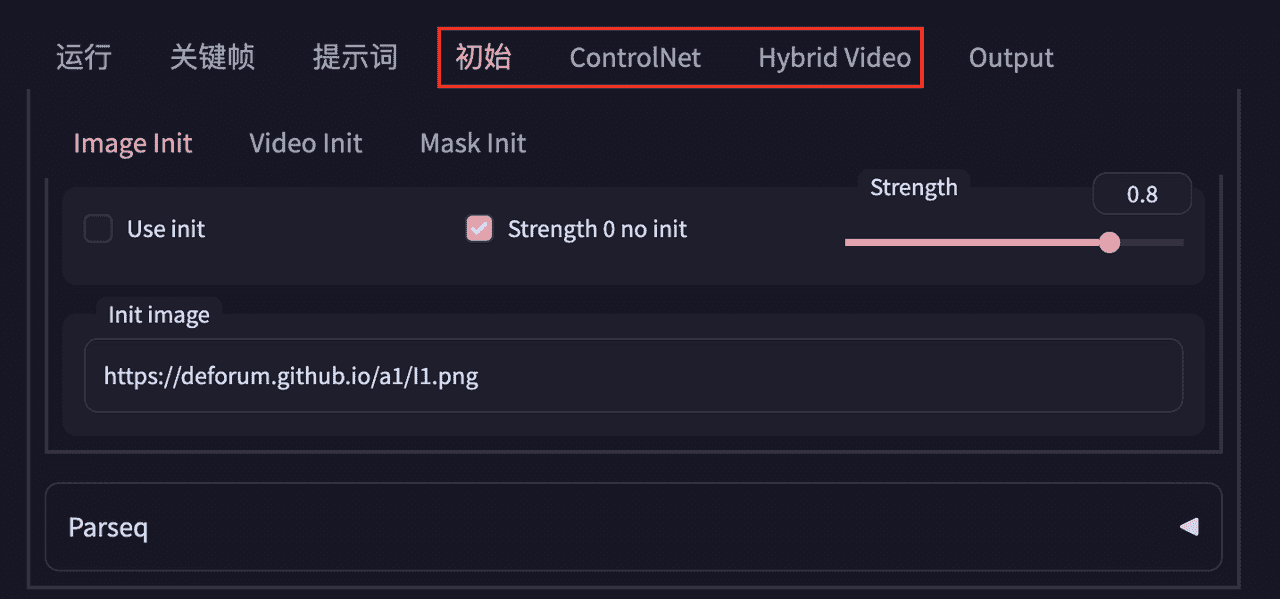 运行 关键帧 提示词 初始 ControlNet Hybrid Video Output
Image Init Video Init Mask Init
Use init Strength 0 no init Strength 0.8
Init image
https://deforum.github.io/a1/I1.png
Parseq